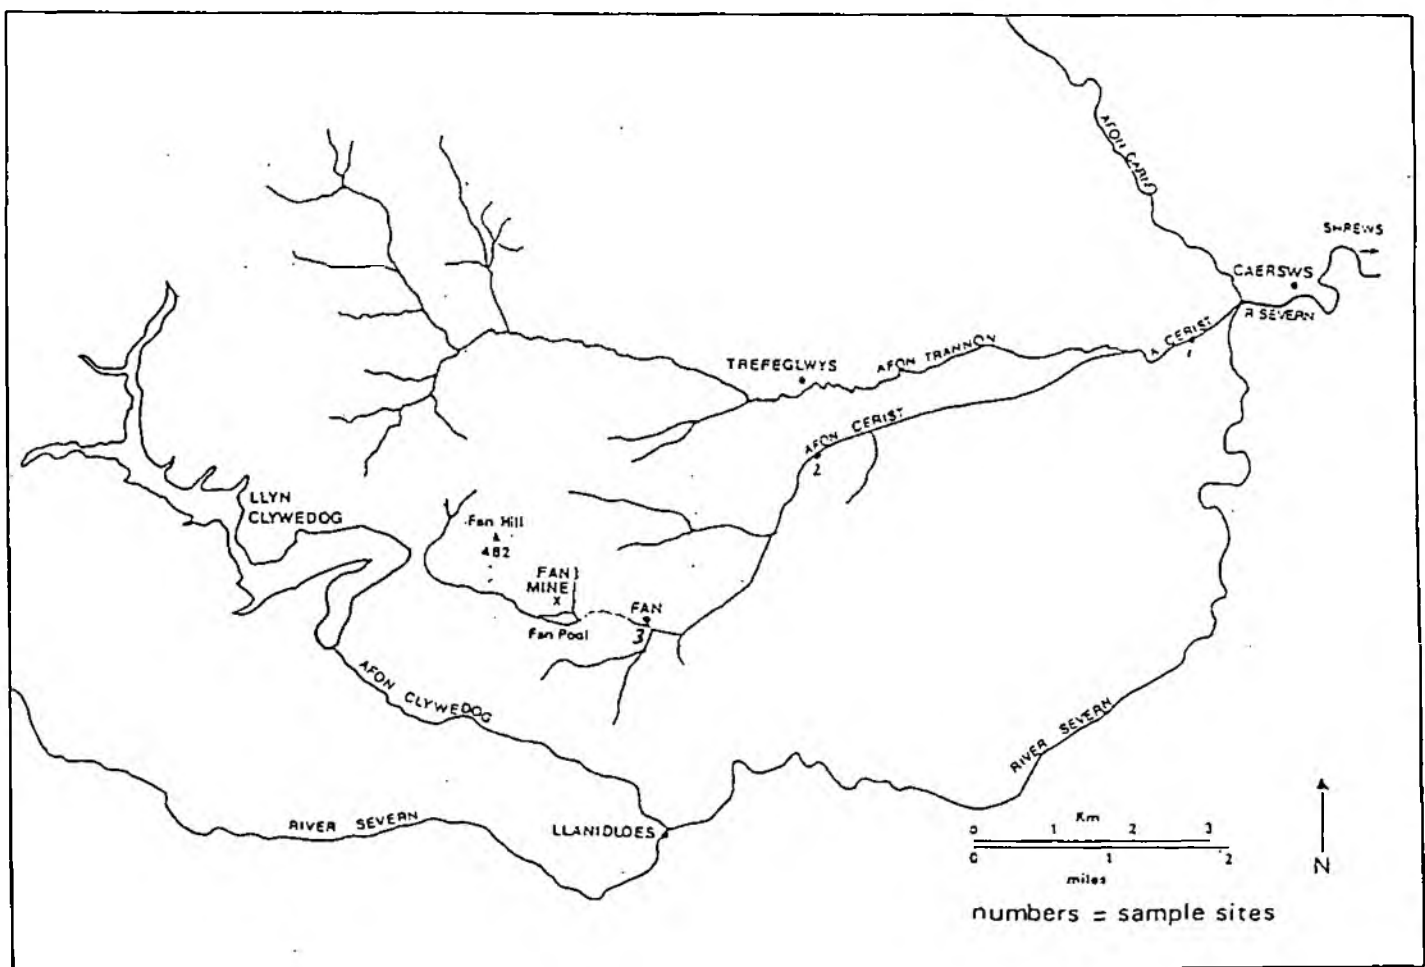 AFON CARNO
SHREWS
CAERSWS
R SEVERN
A CERIST
1
TREFEGLWYS
AFON TRANNON
AFON CERIST
2
LLYN
CLYWEDOG
Fan Hill
482
FAN
MINE
X
FAN
3
Fan Pool
AFON CLYWEDOG
RIVER SEVERN
RIVER SEVERN
LLANIDLOES
0 1 Km 2 3
0 1 2
miles
N
numbers = sample sites